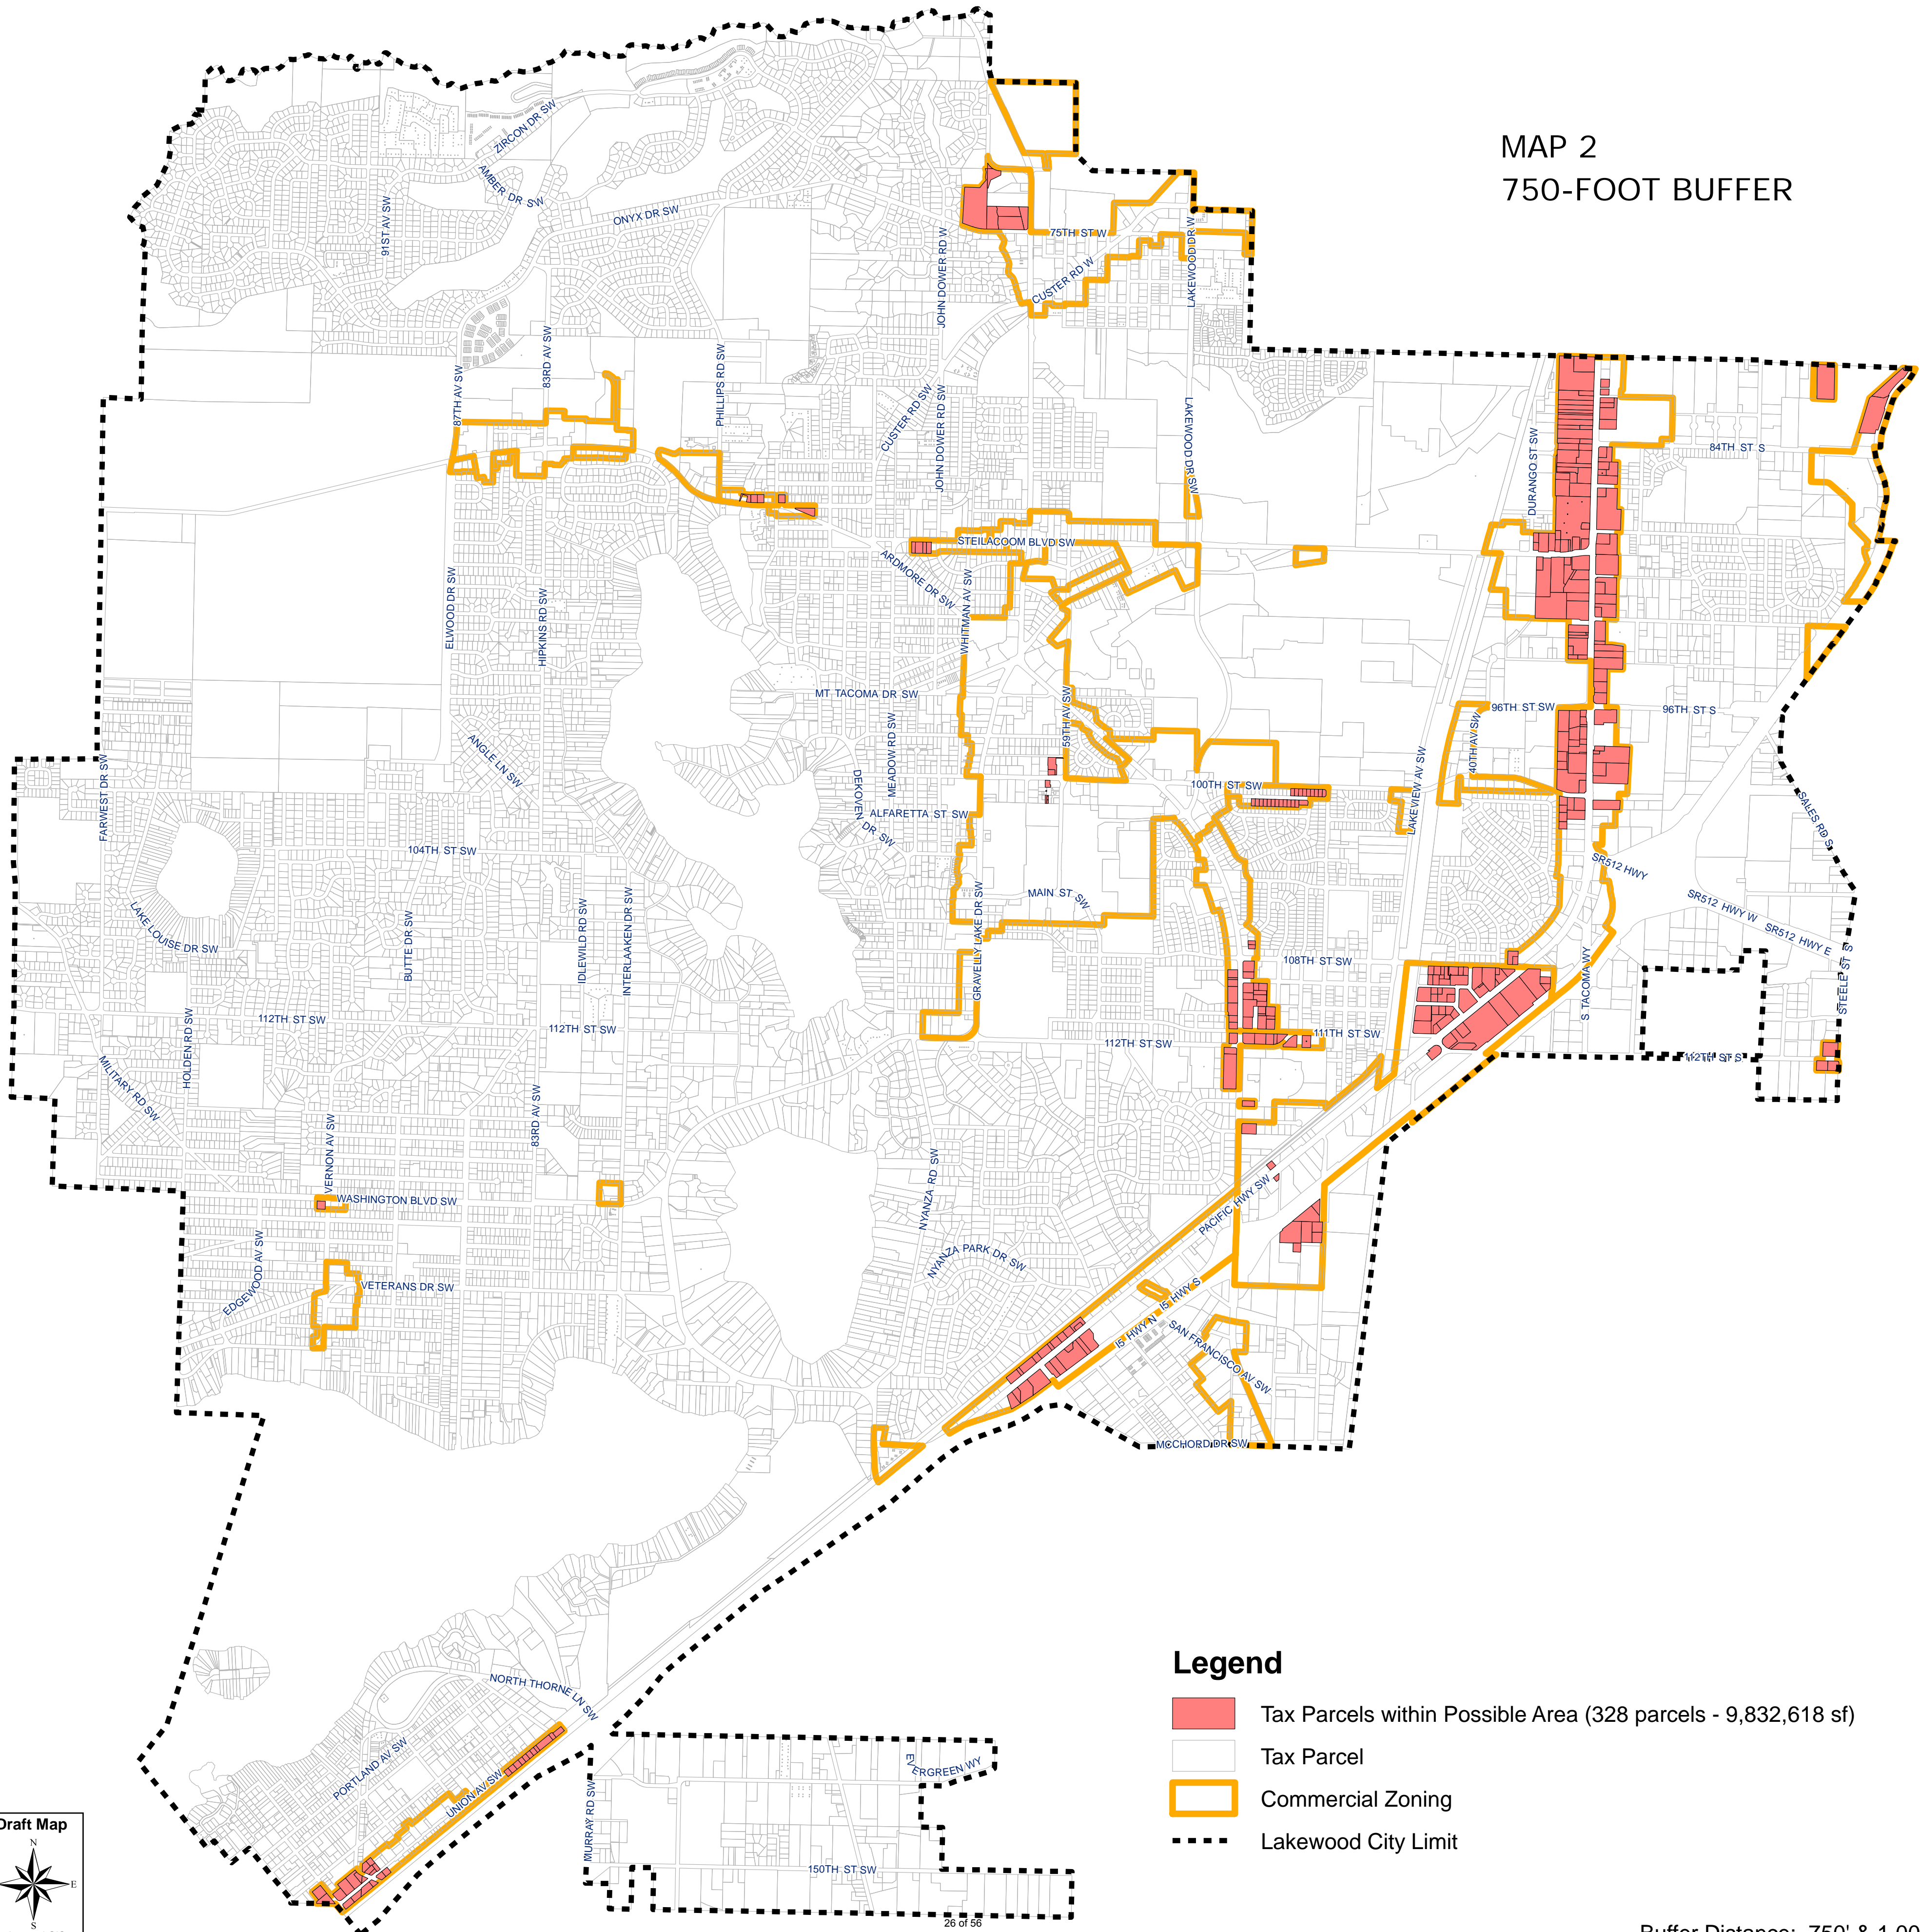 MAP 2
750-FOOT BUFFER
ZIRCON DR SW
AMBER DR SW
91ST AV SW
ONYX DR SW
JOHN DOWER RD W
75TH ST W
LAKEWOOD DR W
CUSTER RD W
83RD AV SW
87TH AV SW
PHILLIPS RD SW
CUSTER RD SW
JOHN DOWER RD SW
LAKEWOOD DR SW
DURANGO ST SW
84TH ST S
STEILACOOM BLVD SW
ARDMORE DR SW
WHITMAN AV SW
ELWOOD DR SW
HIPKINS RD SW
MT TACOMA DR SW
59TH AV SW
96TH ST SW
96TH ST S
40TH AV SW
MEADOW RD SW
ANGLE LN SW
FARWEST DR SW
DEKOVEN DR SW
100TH ST SW
LAKEVIEW AV SW
ALFARETTA ST SW
SALES RD S
104TH ST SW
SR512 HWY
MAIN ST SW
SR512 HWY W
SR512 HWY E
LAKE LOUISE DR SW
BUTTE DR SW
IDLEWILD RD SW
INTERLAAKEN DR SW
GRAVELLY LAKE DR SW
108TH ST SW
S TACOMA WY
STEELE ST S
112TH ST SW
112TH ST SW
112TH ST SW
111TH ST SW
112TH ST S
HOLDEN RD SW
MILITARY RD SW
VERNON AV SW
83RD AV SW
NYANZA RD SW
WASHINGTON BLVD SW
PACIFIC HWY SW
EDGEWOOD AV SW
NYANZA PARK DR SW
VETERANS DR SW
I5 HWY S
I5 HWY N
SAN FRANCISCO AV SW
MCCHORD DR SW
NORTH THORNE LN SW
PORTLAND AV SW
UNION AV SW
MURRAY RD SW
EVERGREEN WY
150TH ST SW
Legend
Tax Parcels within Possible Area (328 parcels - 9,832,618 sf)
Tax Parcel
Commercial Zoning
Lakewood City Limit
Draft Map
N
E
S
26 of 56
Buffer Distance: 750' & 1,00